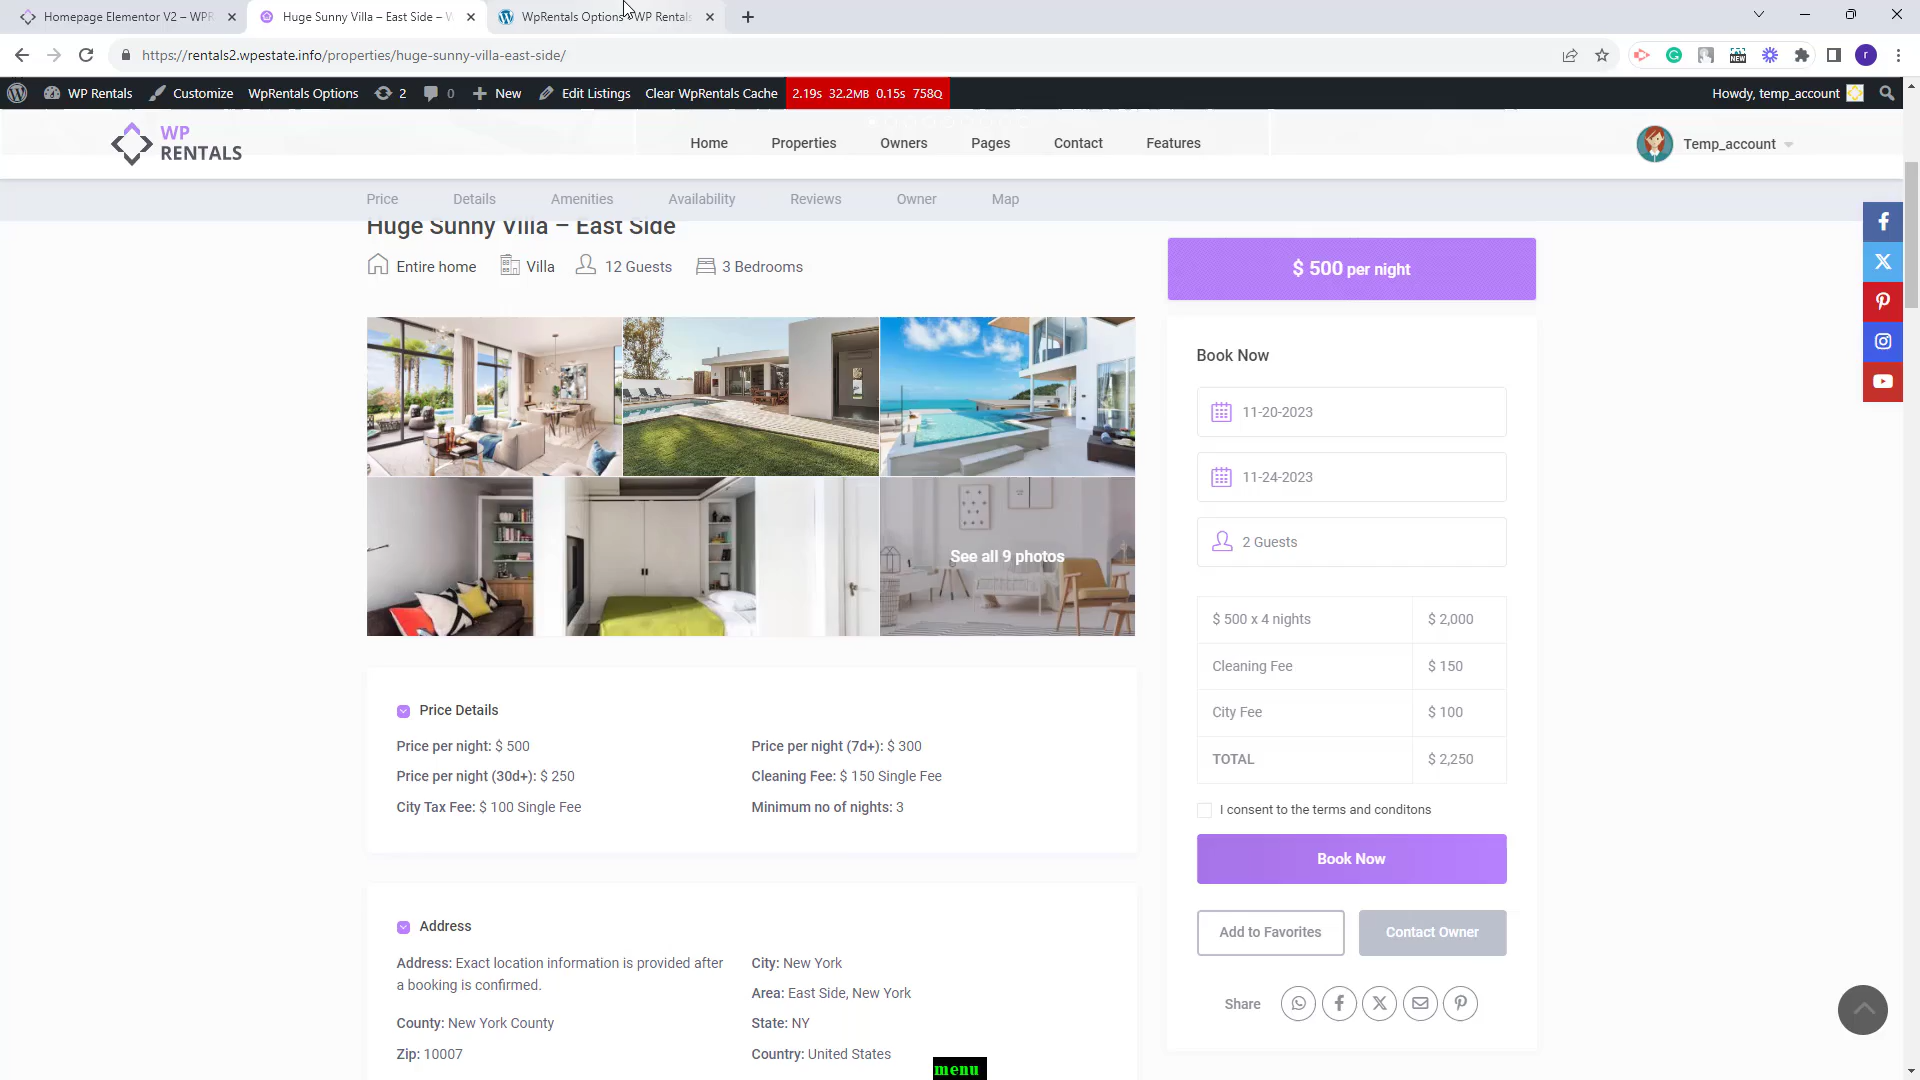 Homepage Elementor V2 – WPR
Huge Sunny Villa – East Side – W
WpRentals Options WP Rentals
https://rentals2.wpestate.info/properties/huge-sunny-villa-east-side/
WP Rentals
Customize
WpRentals Options
2
0
New
Edit Listings
Clear WpRentals Cache
2.19s 32.2MB 0.15s 758Q
Howdy, temp_account
WP
RENTALS
Home
Properties
Owners
Pages
Contact
Features
Temp_account
Price
Details
Amenities
Availability
Reviews
Owner
Map
Huge Sunny Villa – East Side
Entire home
Villa
12 Guests
3 Bedrooms
See all 9 photos
$ 500 per night
Book Now
11-20-2023
11-24-2023
2 Guests
$ 500 x 4 nights $ 2,000
Cleaning Fee $ 150
City Fee $ 100
TOTAL $ 2,250
I consent to the terms and conditons
Book Now
Add to Favorites
Contact Owner
Share
Price Details
Price per night: $ 500
Price per night (7d+): $ 300
Price per night (30d+): $ 250
Cleaning Fee: $ 150 Single Fee
City Tax Fee: $ 100 Single Fee
Minimum no of nights: 3
Address
Address: Exact location information is provided after
a booking is confirmed.
City: New York
Area: East Side, New York
County: New York County
State: NY
Zip: 10007
Country: United States
menu